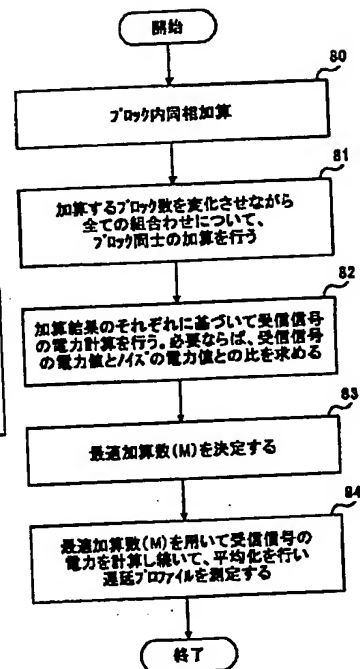 開始
80
ブロック内同相加算
81
加算するブロック数を変化させながら
全ての組合わせについて、
ブロック同士の加算を行う
82
加算結果のそれぞれに基づいて受信信号
の電力計算を行う。必要ならば、受信信号
の電力値とノイズの電力値との比を求める
83
最適加算数(M)を決定する
84
最適加算数(M)を用いて受信信号の
電力を計算し続いて、平均化を行い
遅延プロファイルを測定する
終了